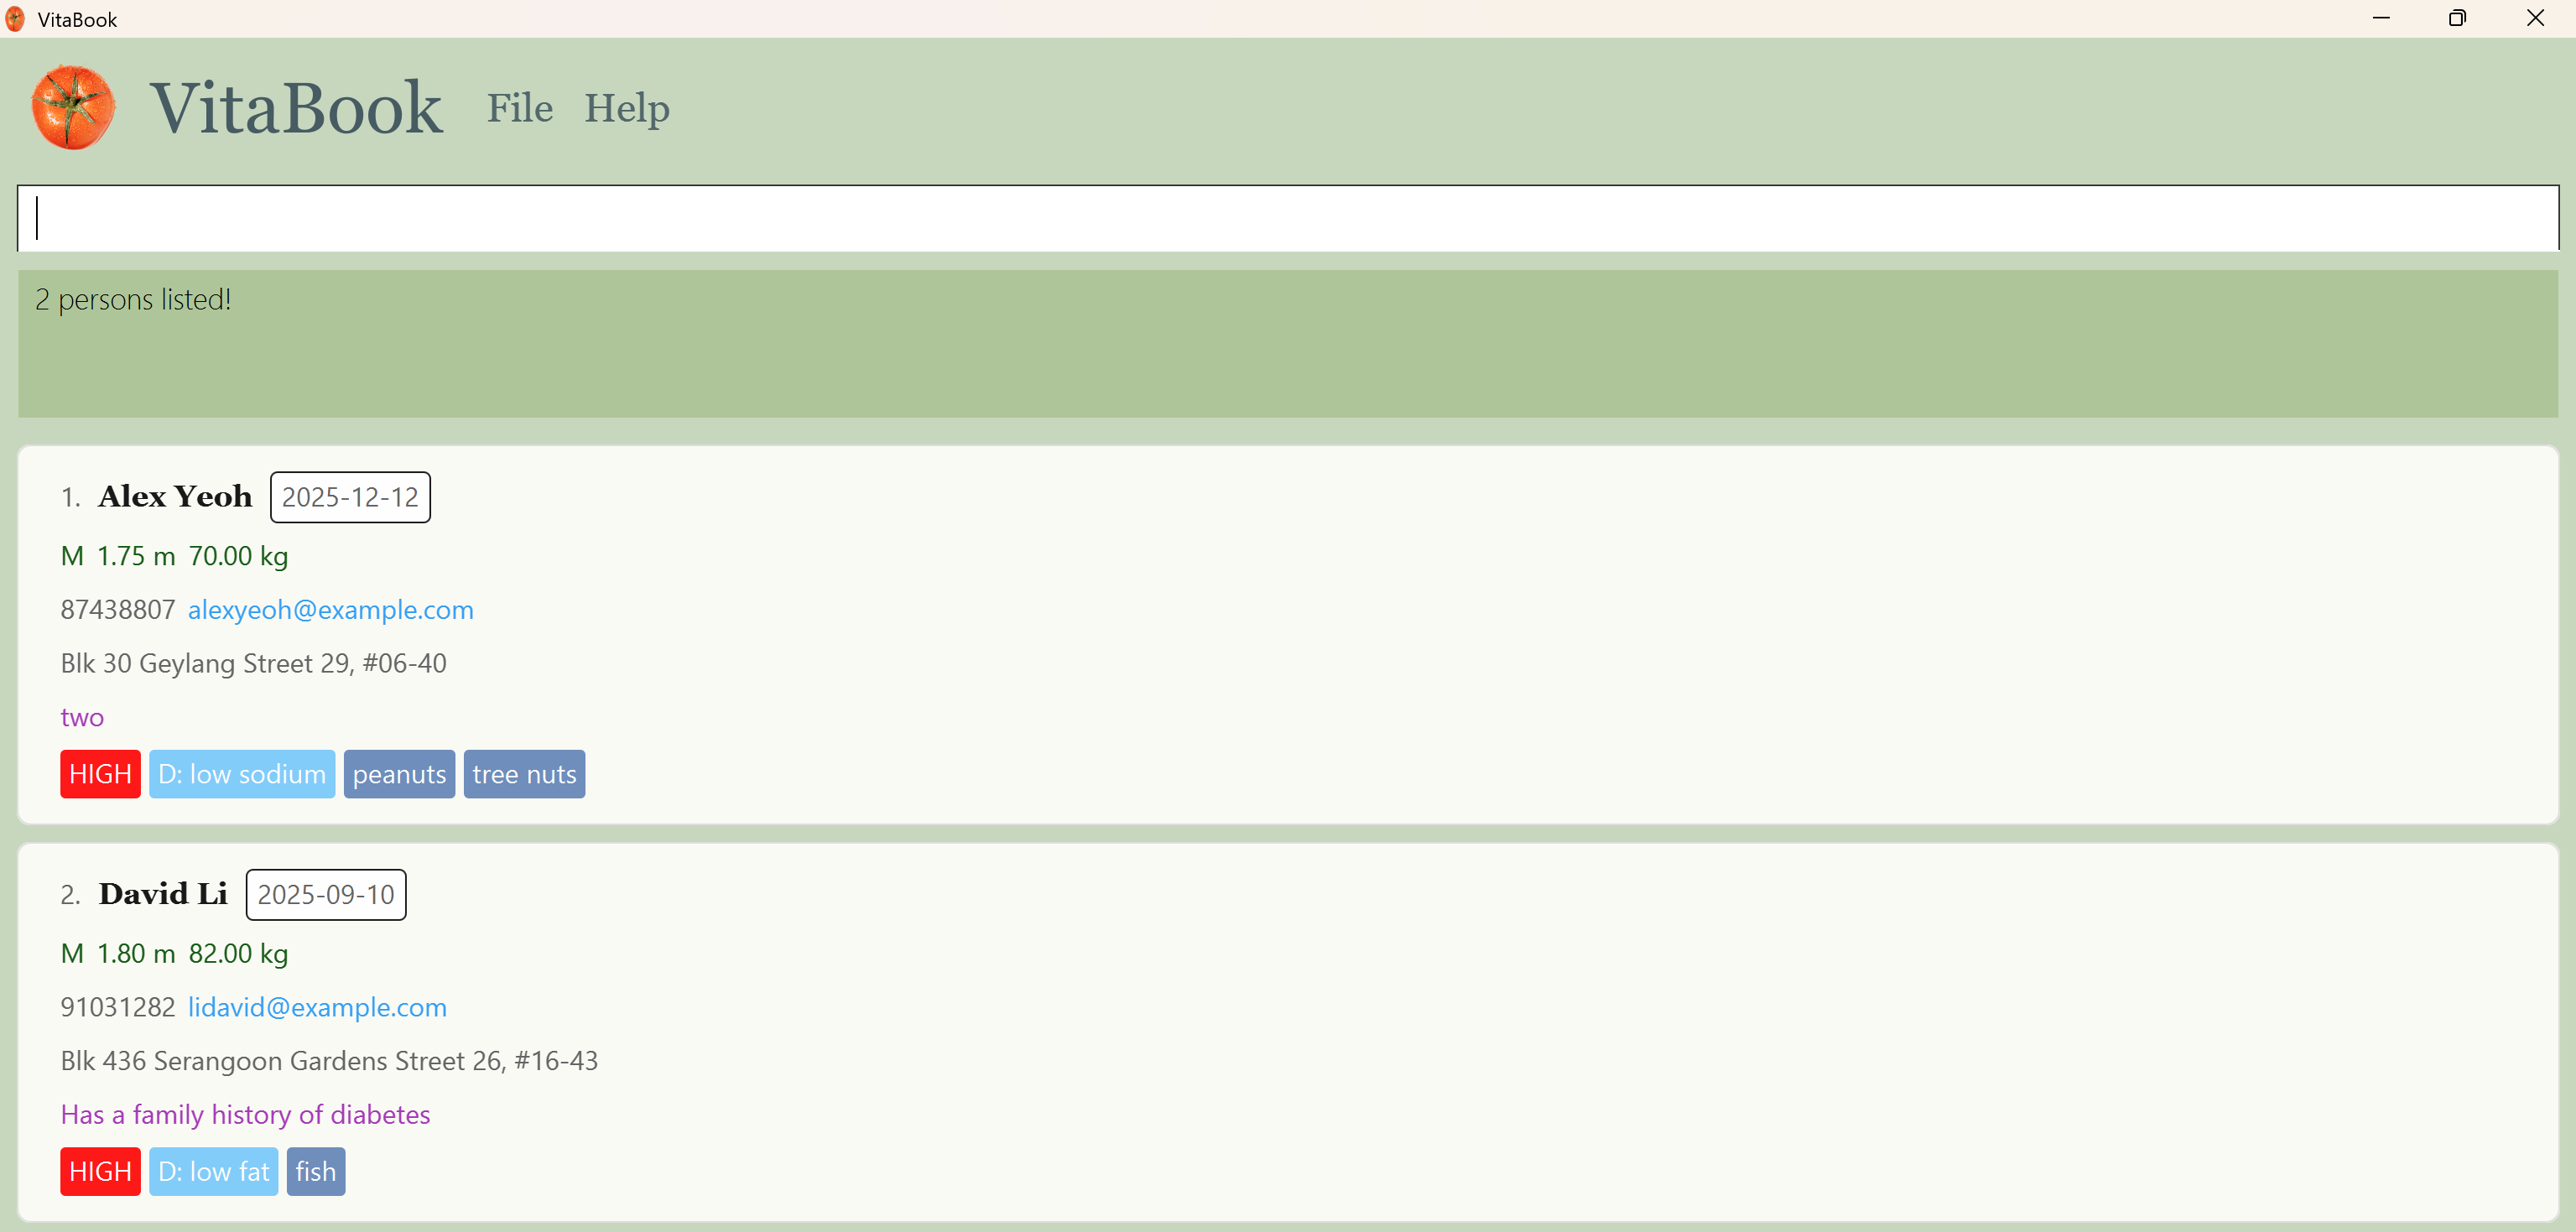 VitaBook
VitaBook File Help
2 persons listed!
1. Alex Yeoh 2025-12-12
M 1.75 m 70.00 kg
87438807 alexyeoh@example.com
Blk 30 Geylang Street 29, #06-40
two
HIGH D: low sodium peanuts tree nuts
2. David Li 2025-09-10
M 1.80 m 82.00 kg
91031282 lidavid@example.com
Blk 436 Serangoon Gardens Street 26, #16-43
Has a family history of diabetes
HIGH D: low fat fish